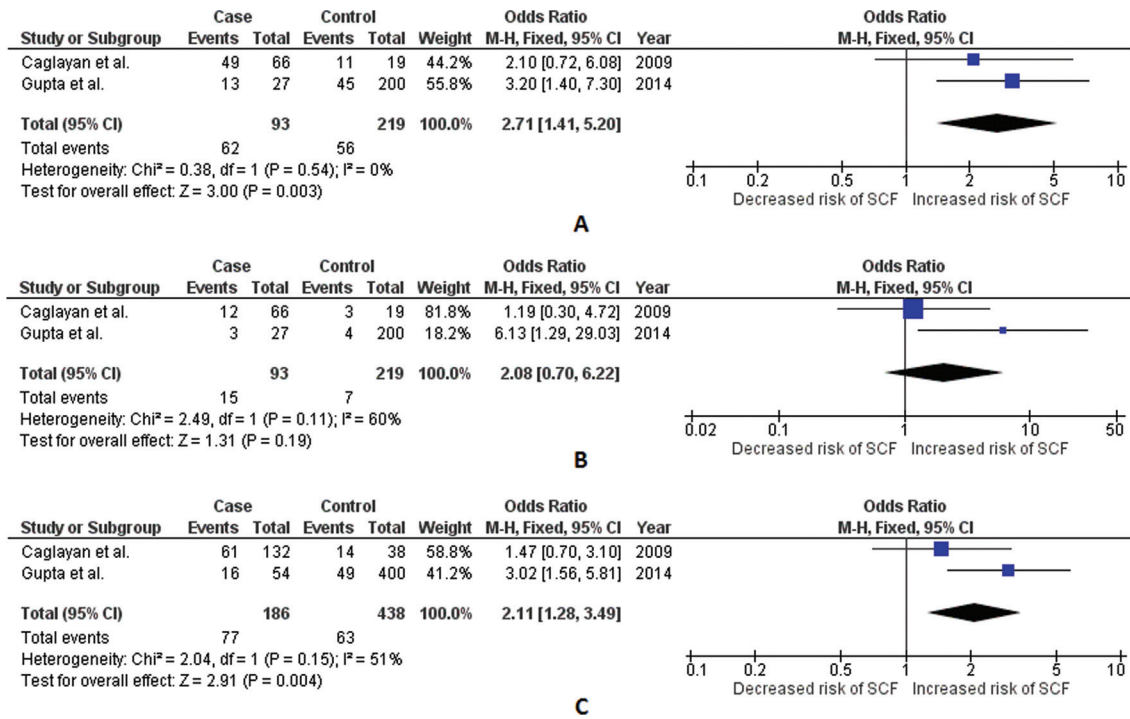 Case Control Odds Ratio Odds Ratio
Study or Subgroup Events Total Events Total Weight M-H, Fixed, 95% CI Year M-H, Fixed, 95% CI
Caglayan et al. 49 66 11 19 44.2% 2.10 [0.72, 6.08] 2009
Gupta et al. 13 27 45 200 55.8% 3.20 [1.40, 7.30] 2014
Total (95% CI) 93 219 100.0% 2.71 [1.41, 5.20]
Total events 62 56
Heterogeneity: Chi² = 0.38, df = 1 (P = 0.54); I² = 0%
Test for overall effect: Z = 3.00 (P = 0.003)
0.1 0.2 0.5 1 2 5 10
Decreased risk of SCF Increased risk of SCF
A
Case Control Odds Ratio Odds Ratio
Study or Subgroup Events Total Events Total Weight M-H, Fixed, 95% CI Year M-H, Fixed, 95% CI
Caglayan et al. 12 66 3 19 81.8% 1.19 [0.30, 4.72] 2009
Gupta et al. 3 27 4 200 18.2% 6.13 [1.29, 29.03] 2014
Total (95% CI) 93 219 100.0% 2.08 [0.70, 6.22]
Total events 15 7
Heterogeneity: Chi² = 2.49, df = 1 (P = 0.11); I² = 60%
Test for overall effect: Z = 1.31 (P = 0.19)
0.02 0.1 1 10 50
Decreased risk of SCF Increased risk of SCF
B
Case Control Odds Ratio Odds Ratio
Study or Subgroup Events Total Events Total Weight M-H, Fixed, 95% CI Year M-H, Fixed, 95% CI
Caglayan et al. 61 132 14 38 58.8% 1.47 [0.70, 3.10] 2009
Gupta et al. 16 54 49 400 41.2% 3.02 [1.56, 5.81] 2014
Total (95% CI) 186 438 100.0% 2.11 [1.28, 3.49]
Total events 77 63
Heterogeneity: Chi² = 2.04, df = 1 (P = 0.15); I² = 51%
Test for overall effect: Z = 2.91 (P = 0.004)
0.1 0.2 0.5 1 2 5 10
Decreased risk of SCF Increased risk of SCF
C